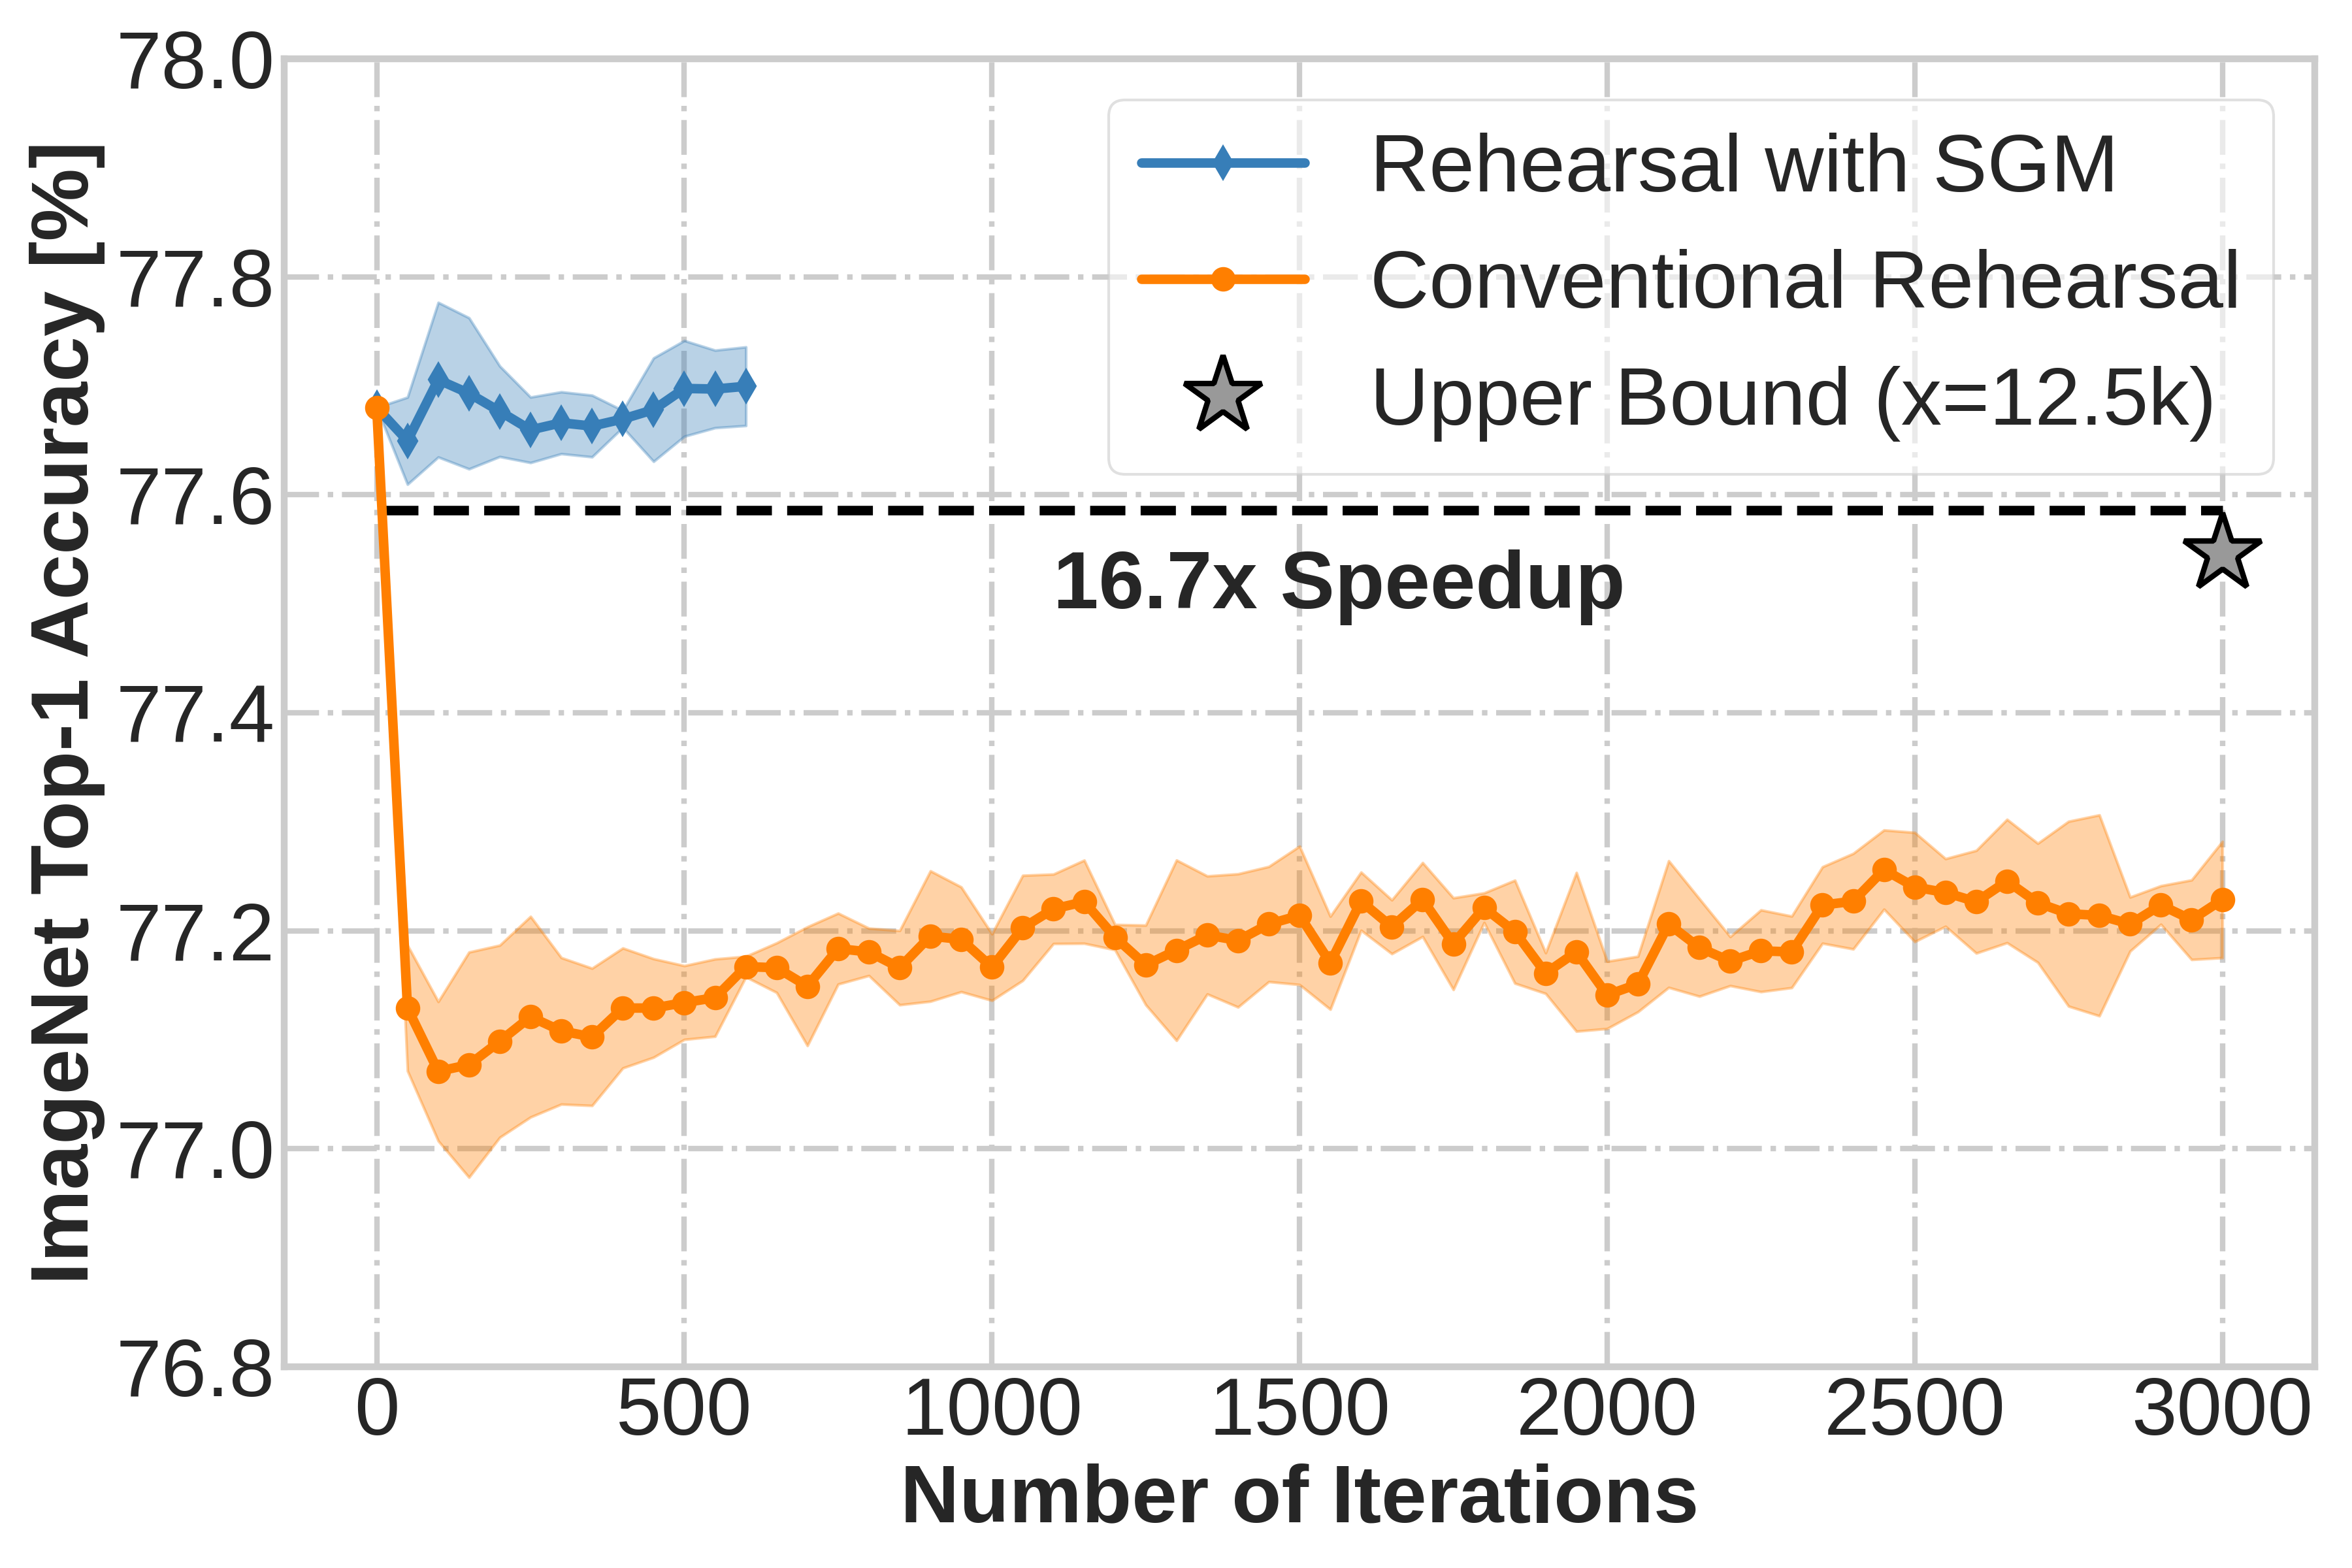 ImageNet Top-1 Accuracy [%]
78.0
77.8
77.6
77.4
77.2
77.0
76.8
Rehearsal with SGM
Conventional Rehearsal
Upper Bound (x=12.5k)
16.7x Speedup
0 500 1000 1500 2000 2500 3000
Number of Iterations